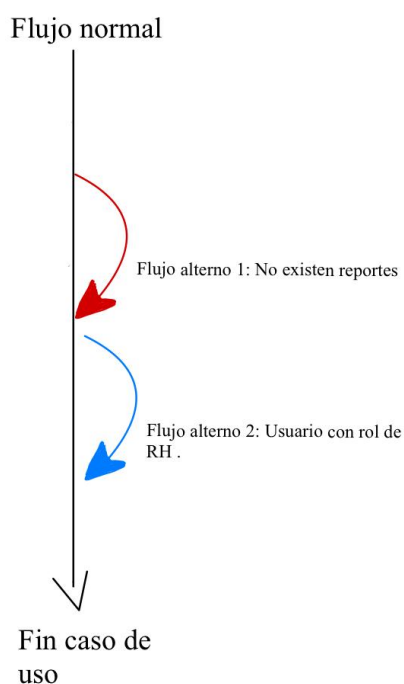 Flujo normal
Flujo alterno 1: No existen reportes
Flujo alterno 2: Usuario con rol de
RH .
Fin caso de
uso